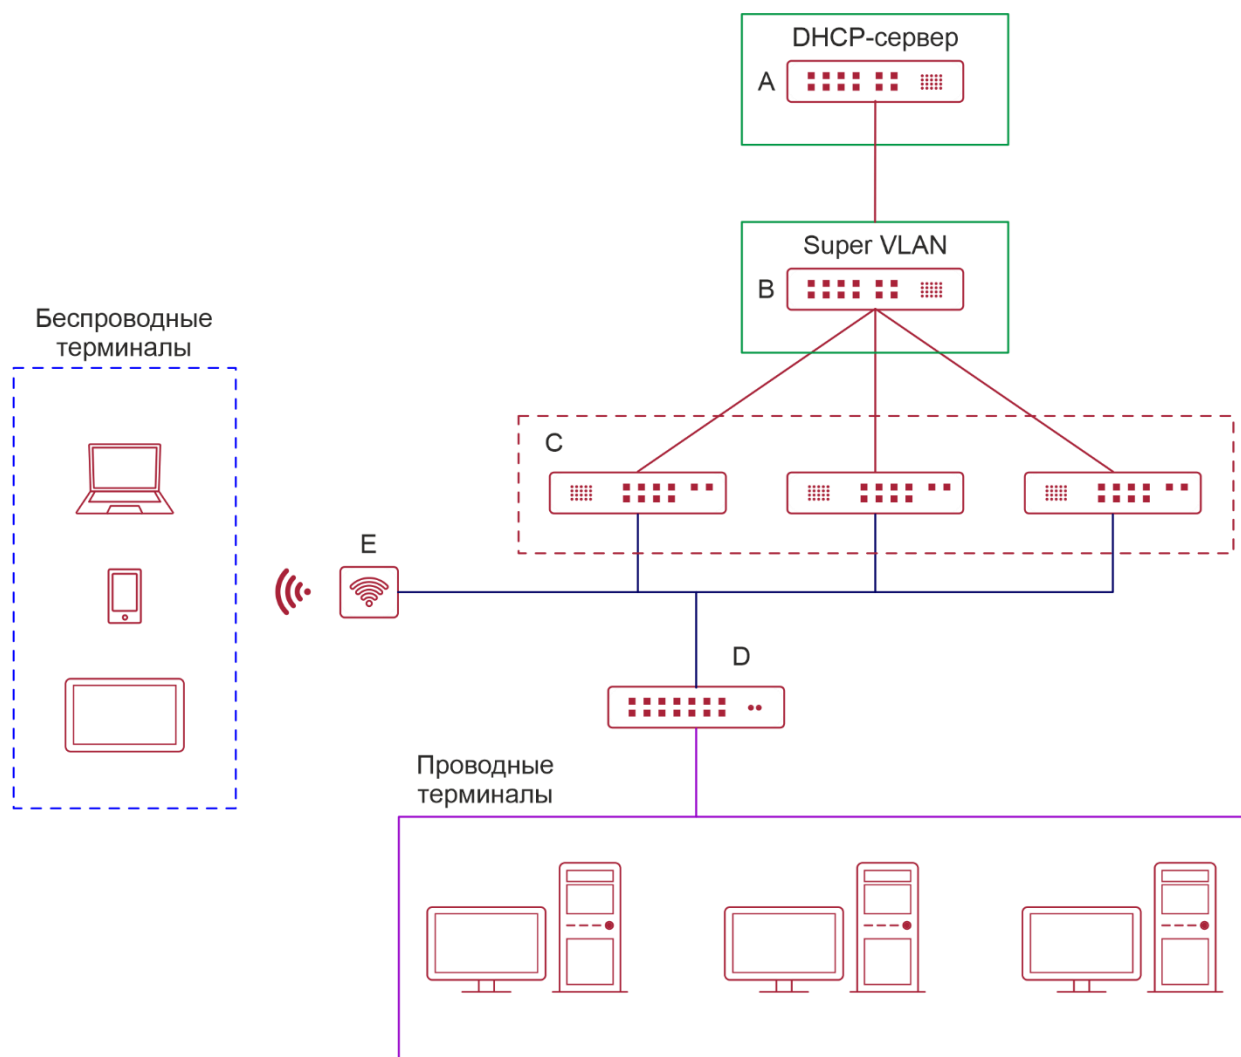 DHCP-сервер
A
Super VLAN
B
Беспроводные
терминалы
C
E
D
Проводные
терминалы